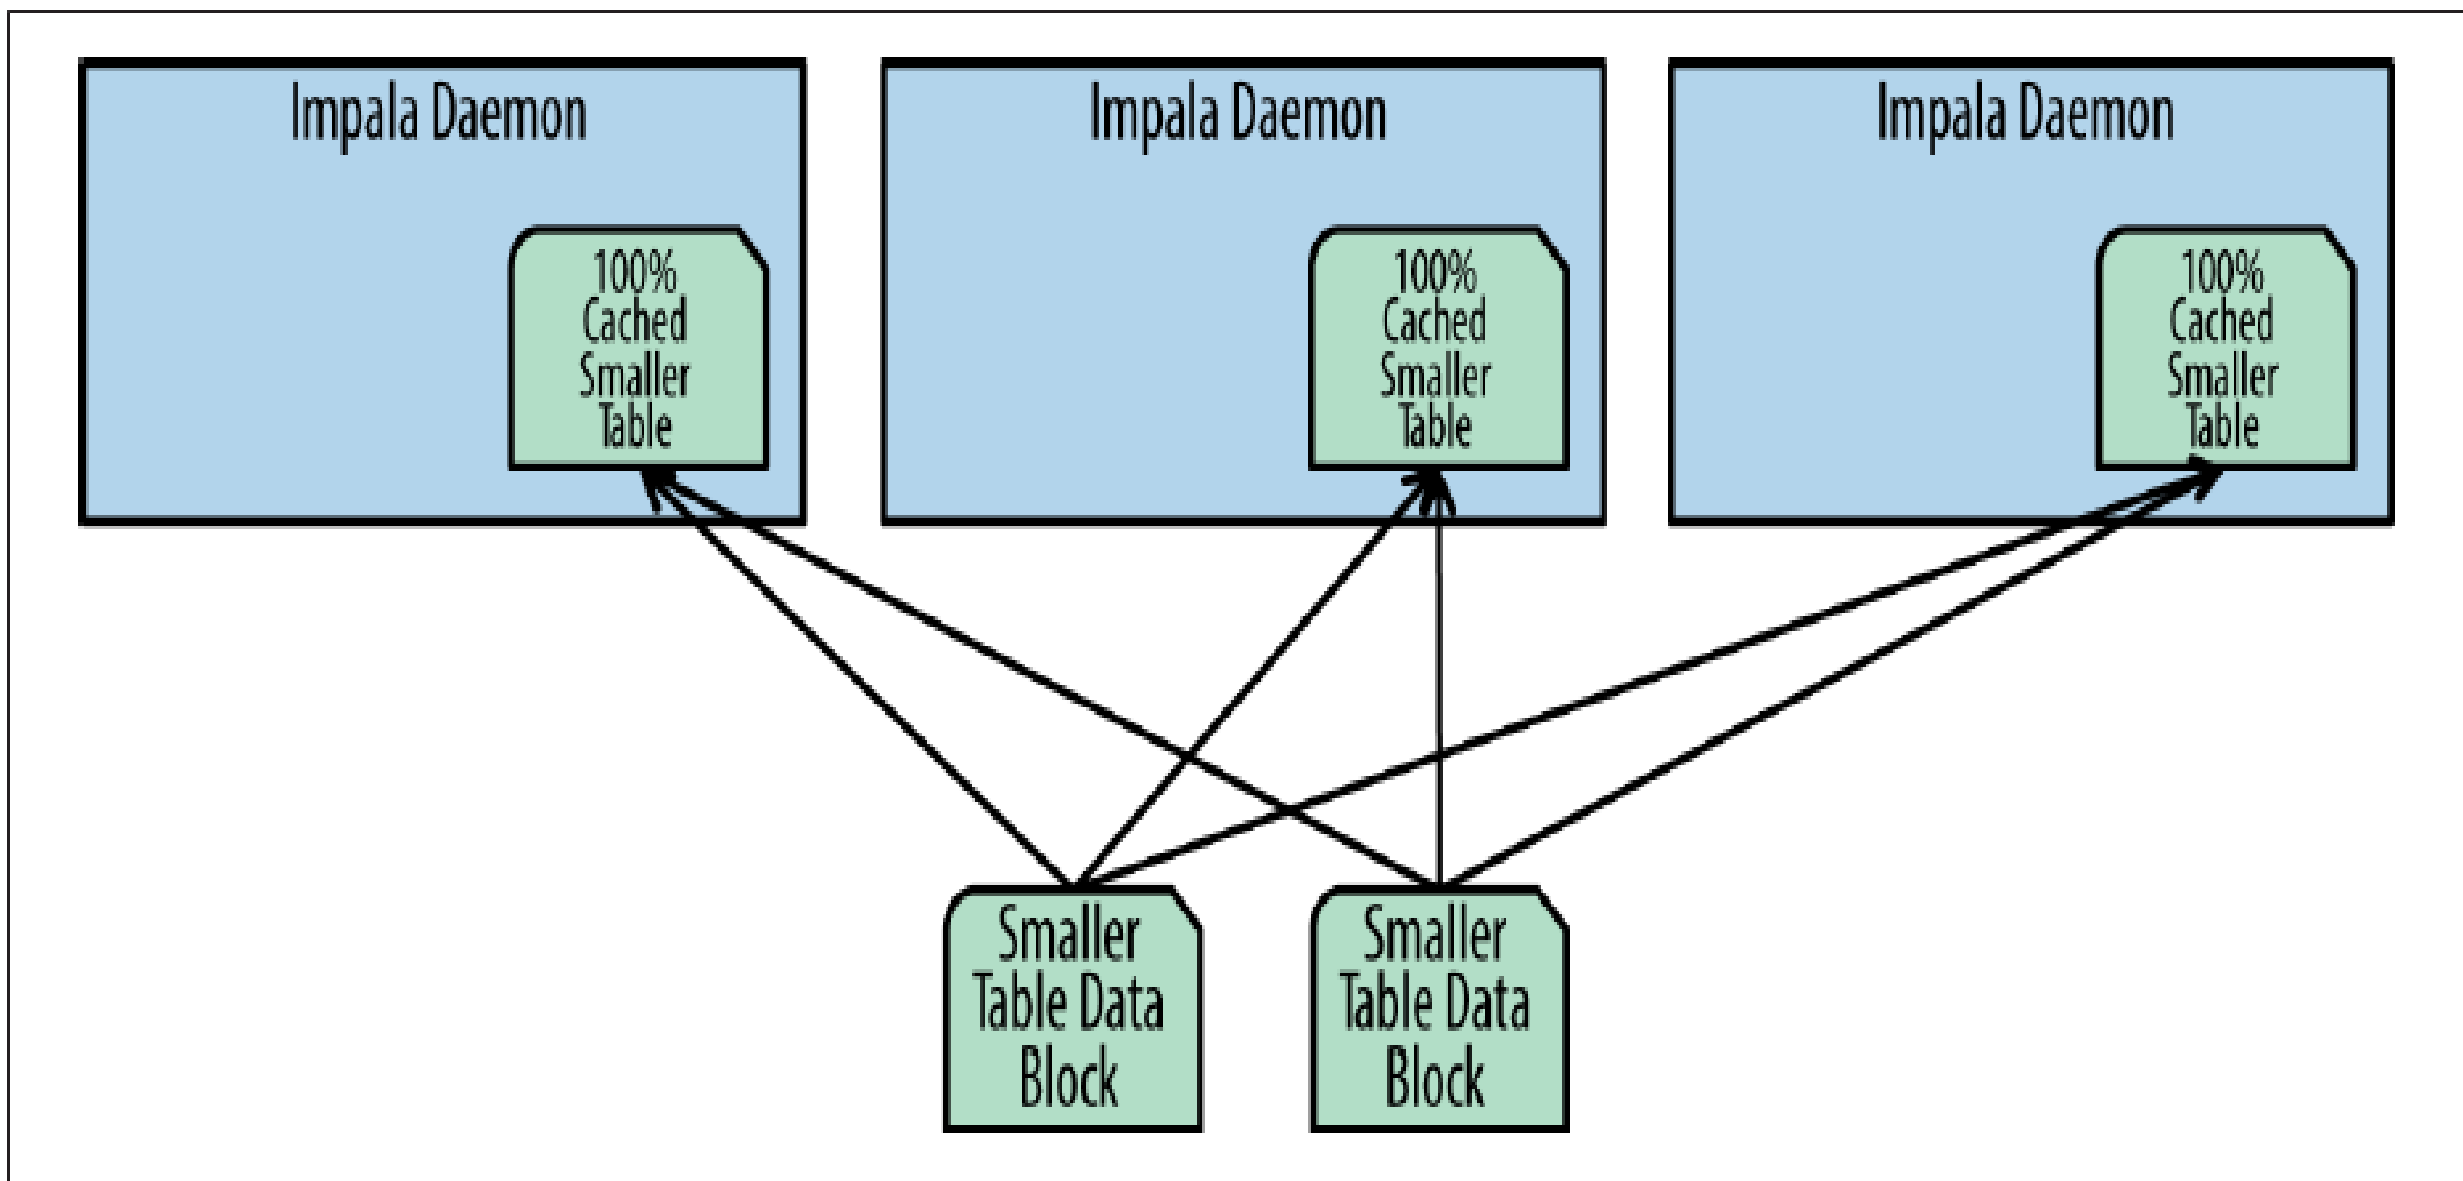 Impala Daemon
100%
Cached
Smaller
Table
Impala Daemon
100%
Cached
Smaller
Table
Impala Daemon
100%
Cached
Smaller
Table
Smaller
Table Data
Block
Smaller
Table Data
Block